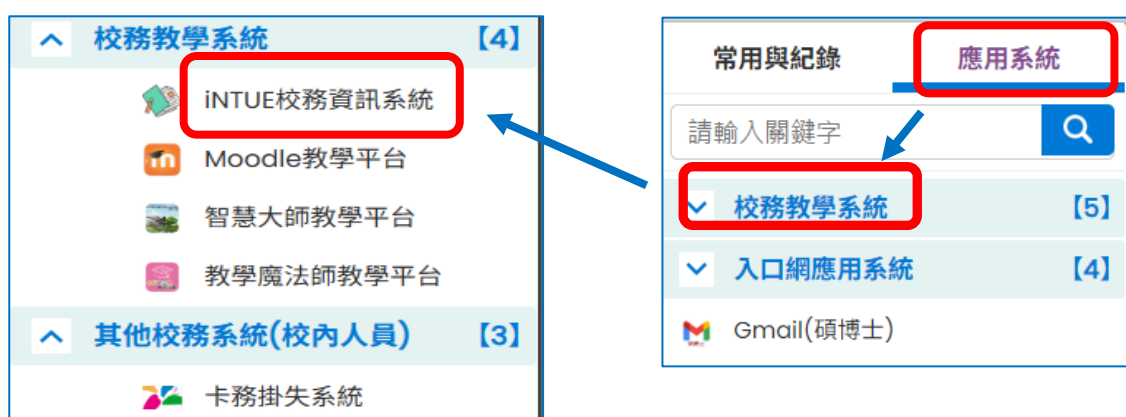 校務教學系統 【4】
iNTUE校務資訊系統
Moodle教學平台
智慧大師教學平台
教學魔法師教學平台
其他校務系統(校內人員) 【3】
卡務掛失系統
常用與紀錄 應用系統
請輸入關鍵字
校務教學系統 【5】
入口網應用系統 【4】
Gmail(碩博士)